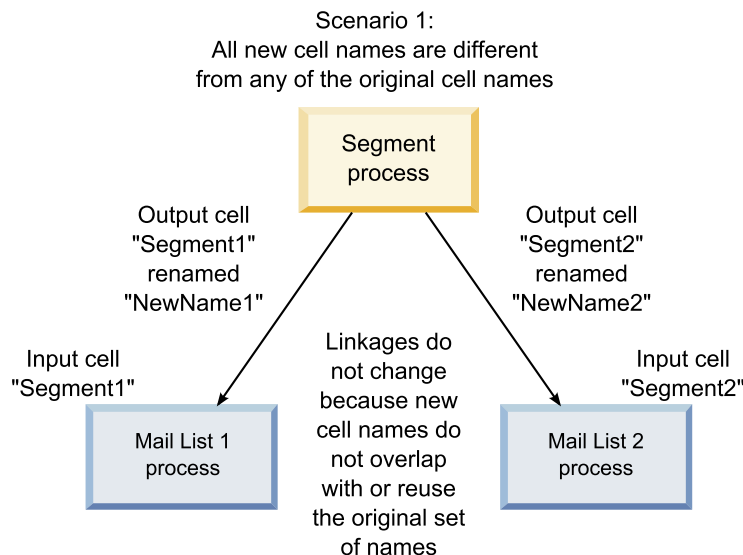 Scenario 1:
All new cell names are different
from any of the original cell names
Segment
process
Output cell
"Segment1"
renamed
"NewName1"
Output cell
"Segment2"
renamed
"NewName2"
Input cell
"Segment1"
Linkages do
not change
because new
cell names do
not overlap
with or reuse
the original set
of names
Input cell
"Segment2"
Mail List 1
process
Mail List 2
process